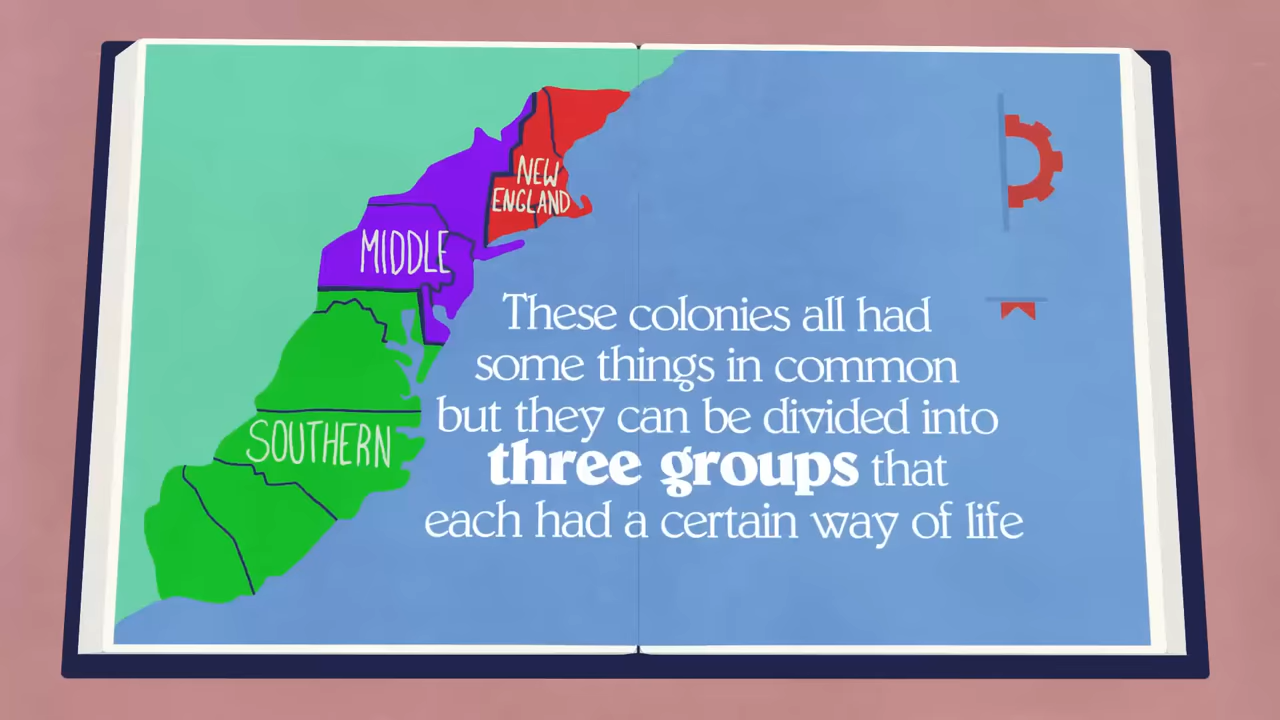 NEW
ENGLAND
MIDDLE
SOUTHERN
These colonies all had
some things in common
but they can be divided into
three groups that
each had a certain way of life